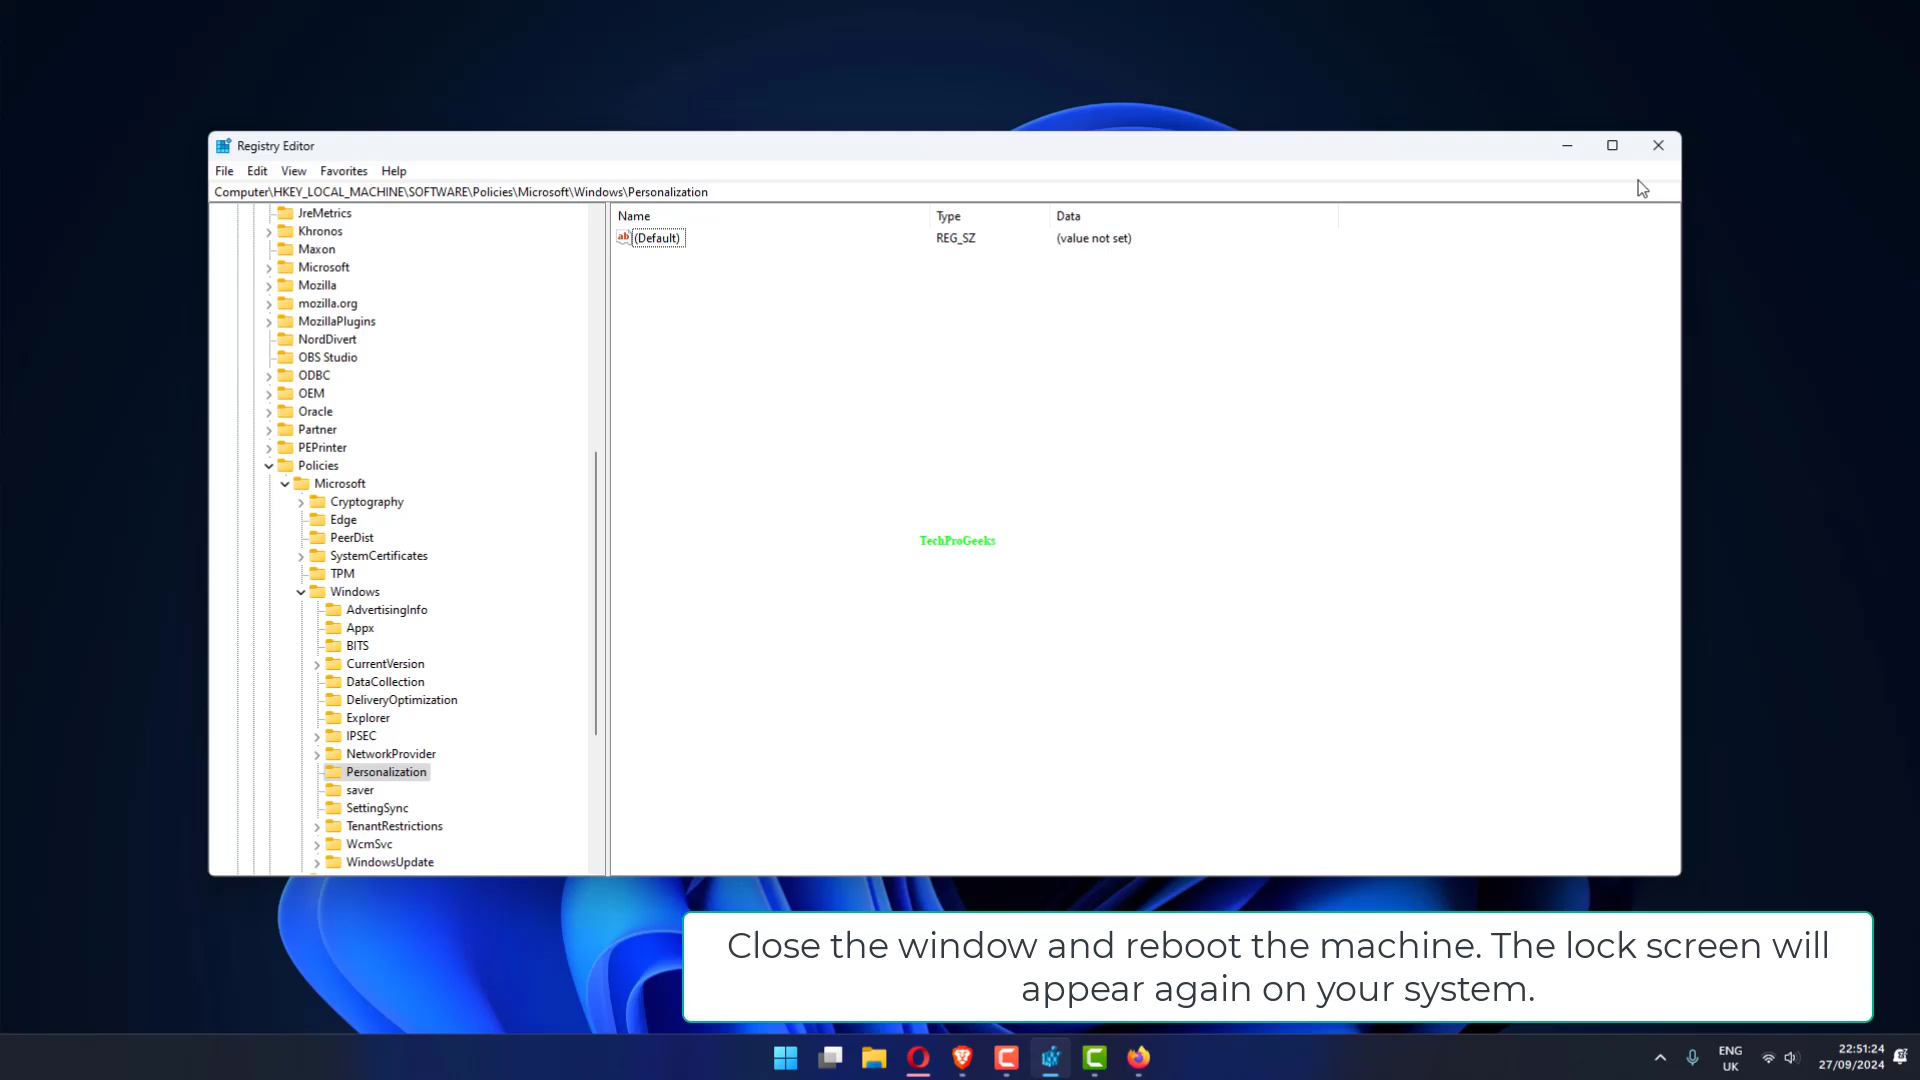 Registry Editor
File Edit View Favorites Help
Computer\HKEY_LOCAL_MACHINE\SOFTWARE\Policies\Microsoft\Windows\Personalization
JreMetrics
Khronos
Maxon
Microsoft
Mozilla
mozilla.org
MozillaPlugins
NordDivert
OBS Studio
ODBC
OEM
Oracle
Partner
PEPrinter
Policies
Microsoft
Cryptography
Edge
PeerDist
SystemCertificates
TPM
Windows
AdvertisingInfo
Appx
BITS
CurrentVersion
DataCollection
DeliveryOptimization
Explorer
IPSEC
NetworkProvider
Personalization
saver
SettingSync
TenantRestrictions
WcmSvc
WindowsUpdate
Name Type Data
ab (Default) REG_SZ (value not set)
TechProGeeks
Close the window and reboot the machine. The lock screen will
appear again on your system.
ENG
UK
22:51:24
27/09/2024